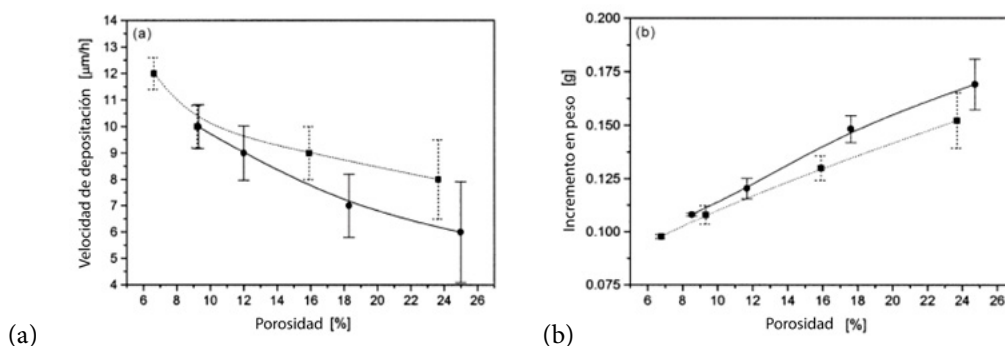 (a)
14
13
12
11
10
9
8
7
6
5
4
Velocidad de depositación [µm/h]
6 8 10 12 14 16 18 20 22 24 26
Porosidad [%]
(a)
(b)
0.200
0.175
0.150
0.125
0.100
0.075
Incremento en peso [g]
6 8 10 12 14 16 18 20 22 24 26
Porosidad [%]
(b)